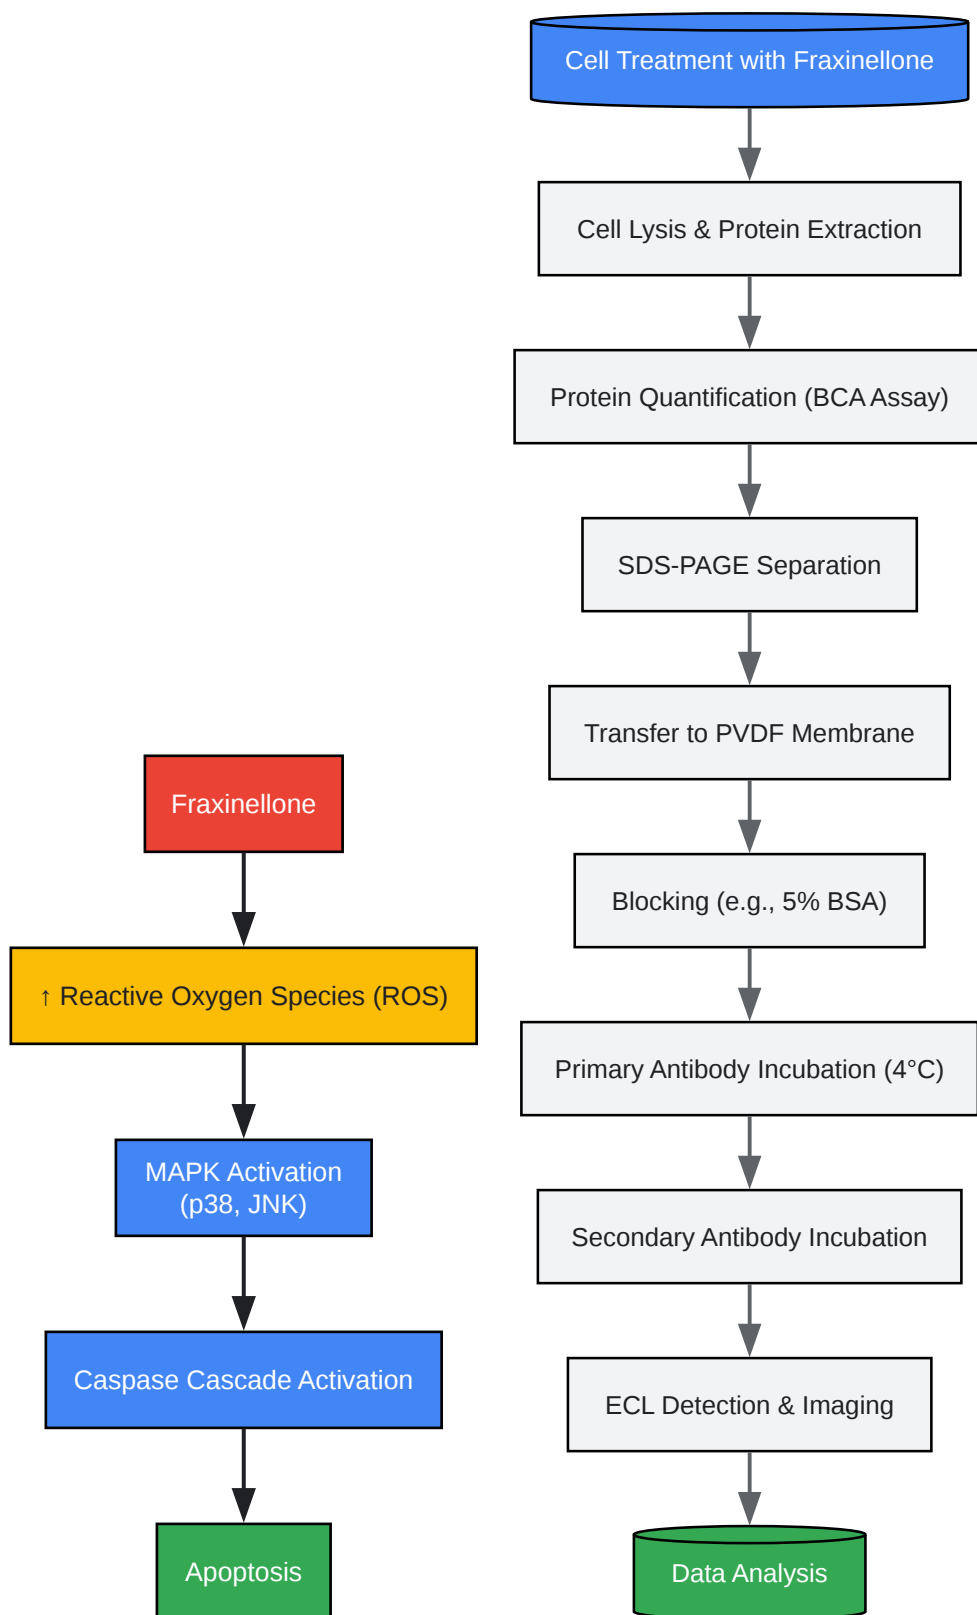 Cell Treatment with Fraxinellone
Cell Lysis & Protein Extraction
Protein Quantification (BCA Assay)
SDS-PAGE Separation
Transfer to PVDF Membrane
Blocking (e.g., 5% BSA)
Primary Antibody Incubation (4°C)
Secondary Antibody Incubation
ECL Detection & Imaging
Data Analysis
Fraxinellone
↑ Reactive Oxygen Species (ROS)
MAPK Activation
(p38, JNK)
Caspase Cascade Activation
Apoptosis